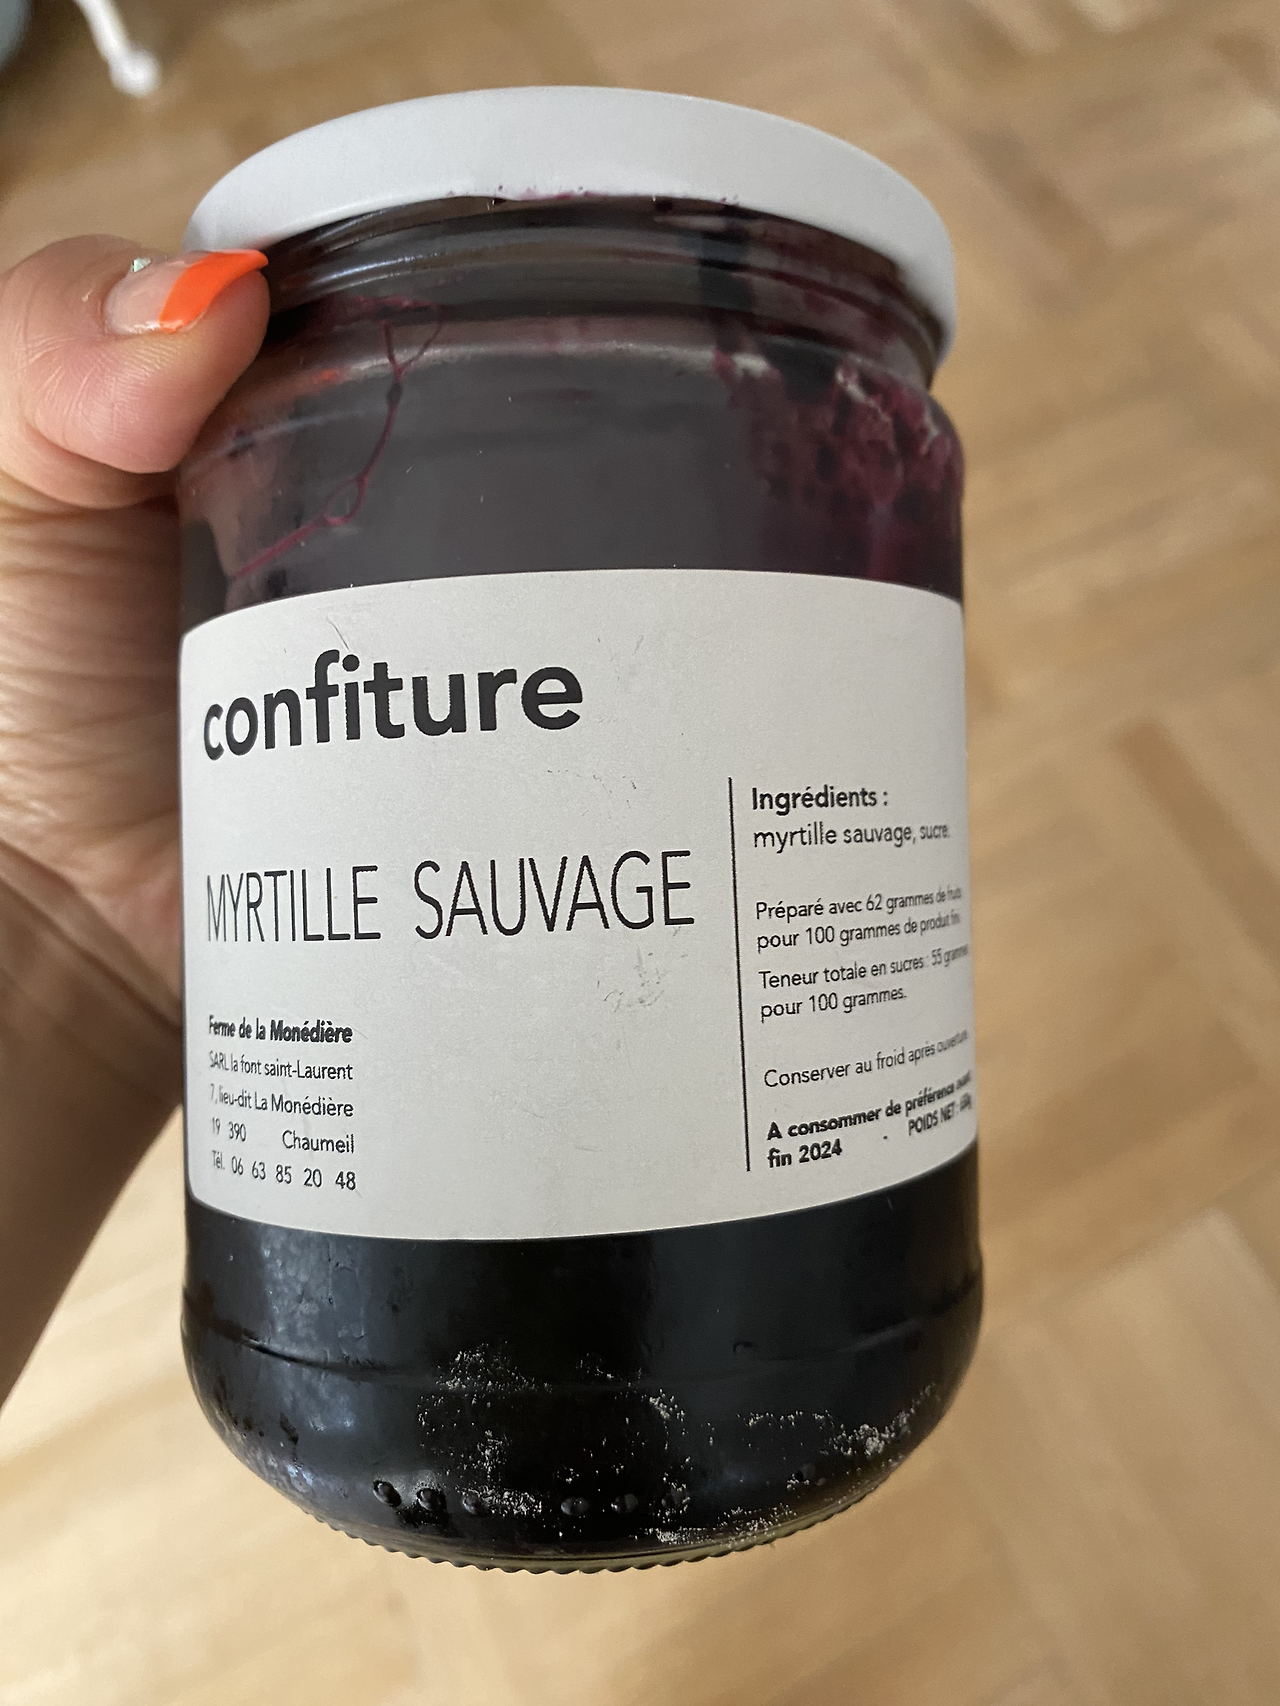 confiture
MYRTILLE SAUVAGE
Ferme de la Monédière
SARL la font saint-Laurent
7, lieu-dit La Monédière
19 390 Chaumeil
Tél. 06 63 85 20 48
Ingrédients :
myrtille sauvage, sucre.
Préparé avec 62 grammes de fruits
pour 100 grammes de produit fini
Teneur totale en sucres : 55 grammes
pour 100 grammes.
Conserver au froid après ouverture.
A consommer de préférence avant
fin 2024 - POIDS NET :